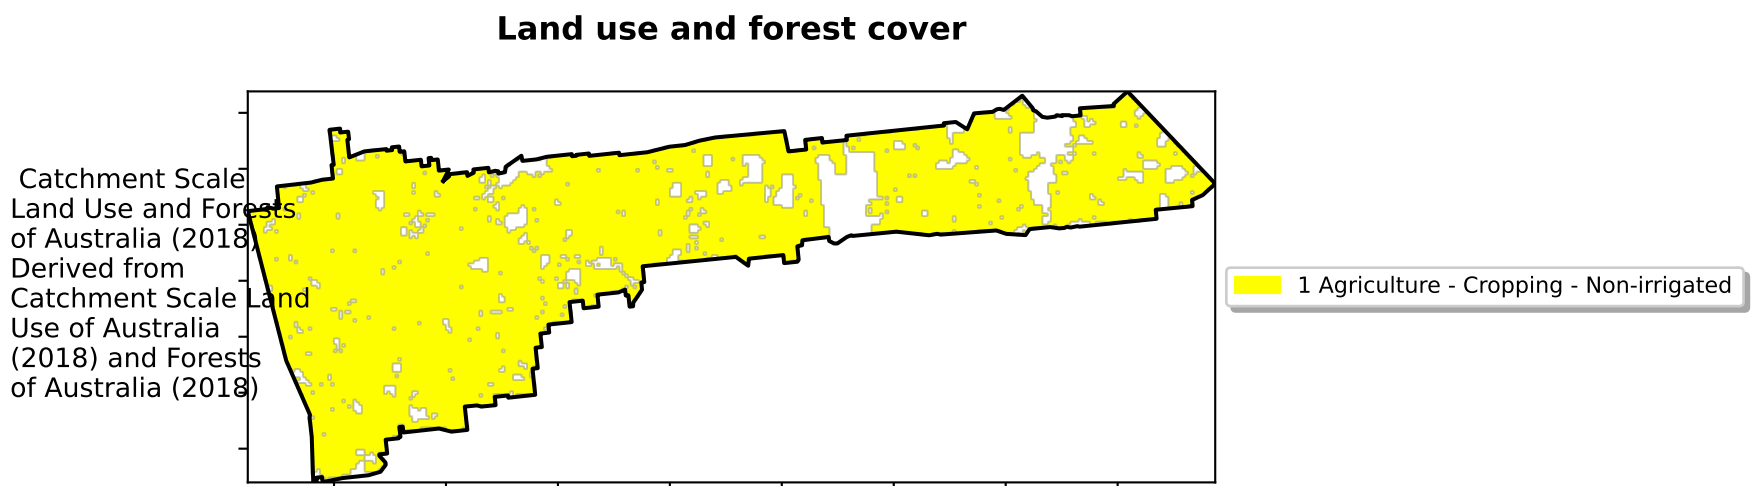 Land use and forest cover
Catchment Scale
Land Use and Forests
of Australia (2018)
Derived from
Catchment Scale Land
Use of Australia
(2018) and Forests
of Australia (2018)
1 Agriculture - Cropping - Non-irrigated